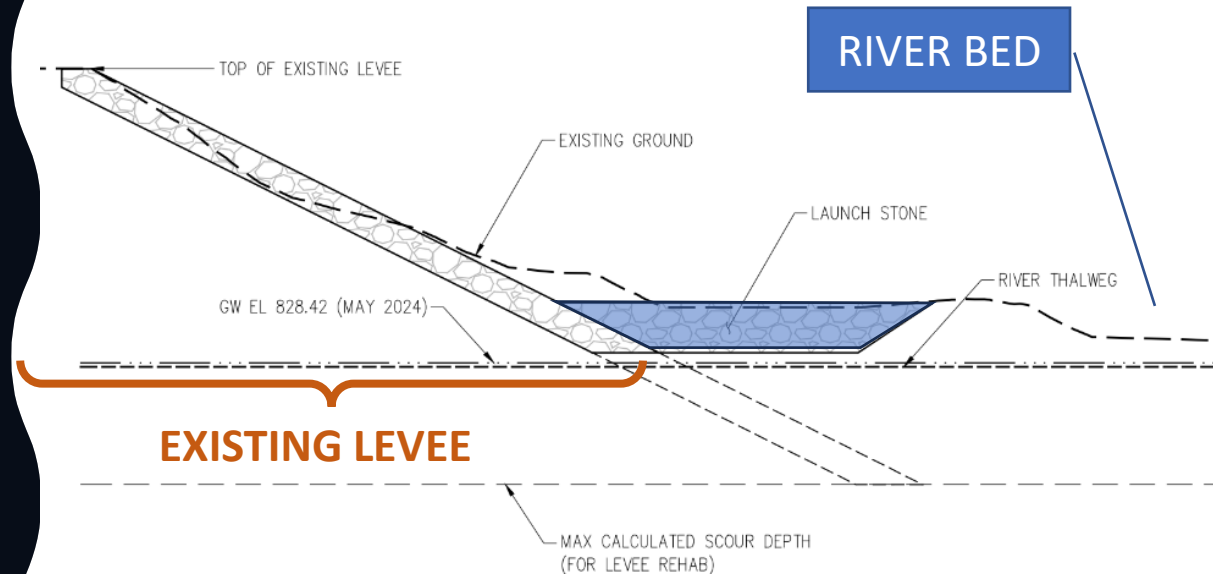 RIVER BED
TOP OF EXISTING LEVEE
EXISTING GROUND
LAUNCH STONE
RIVER THALWEG
GW EL 828.42 (MAY 2024)
EXISTING LEVEE
MAX CALCULATED SCOUR DEPTH
(FOR LEVEE REHAB)